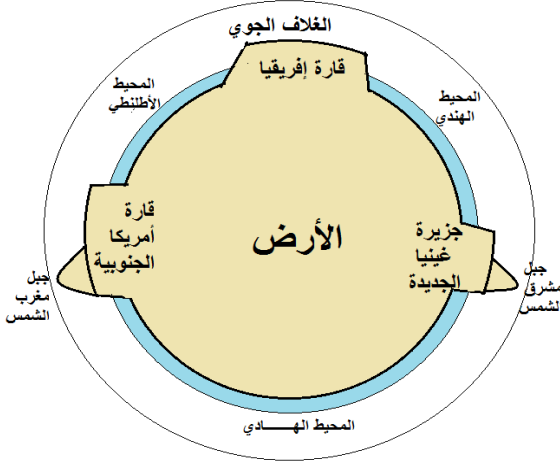 الغلاف الجوي
قارة إفريقيا
المحيط
الأطلنطي
المحيط
الهندي
قارة
أمريكا
الجنوبية
الأرض
جزيرة
غينيا
الجديدة
جبل
مغرب
الشمس
جبل
مشرق
الشمس
المحيط الهـــــادي